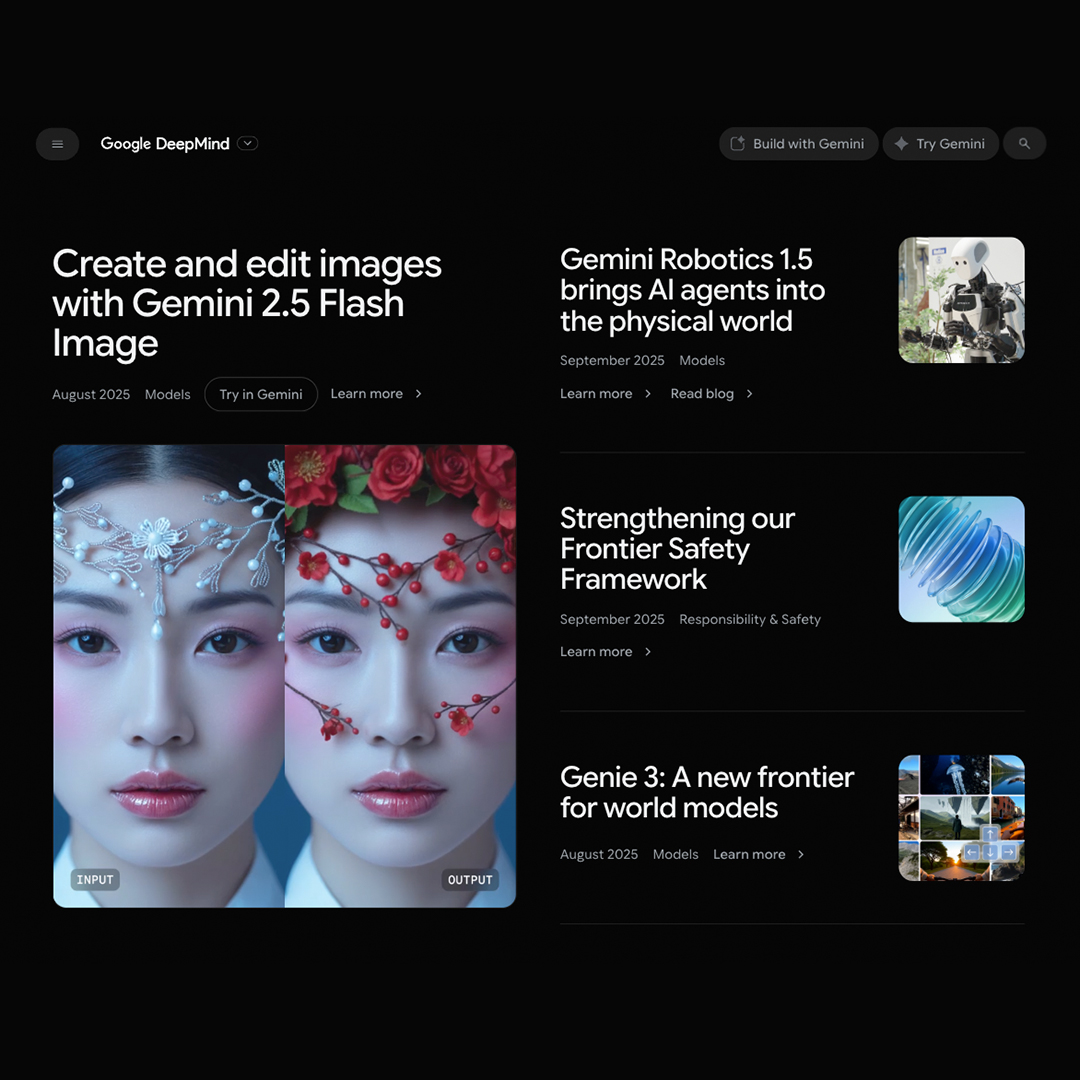 Google DeepMind
Build with Gemini
Try Gemini
Create and edit images
with Gemini 2.5 Flash
Image
August 2025 Models Try in Gemini Learn more
INPUT
OUTPUT
Gemini Robotics 1.5
brings AI agents into
the physical world
September 2025 Models
Learn more Read blog
Strengthening our
Frontier Safety
Framework
September 2025 Responsibility & Safety
Learn more
Genie 3: A new frontier
for world models
August 2025 Models Learn more